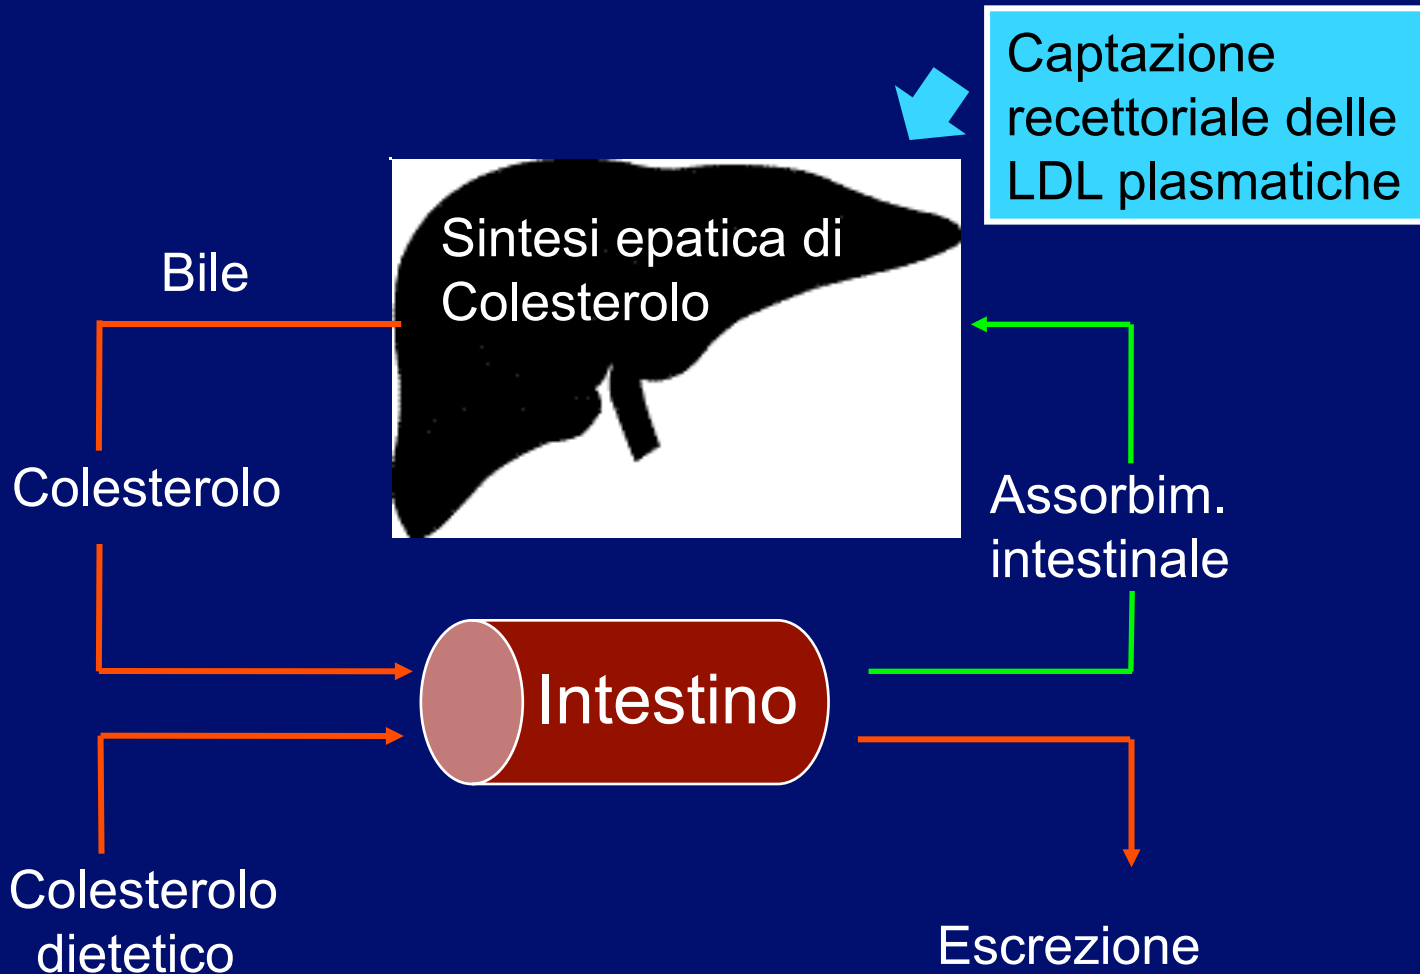 Captazione
recettoriale delle
LDL plasmatiche
Sintesi epatica di
Colesterolo
Bile
Colesterolo
Assorbim.
intestinale
Intestino
Colesterolo
dietetico
Escrezione